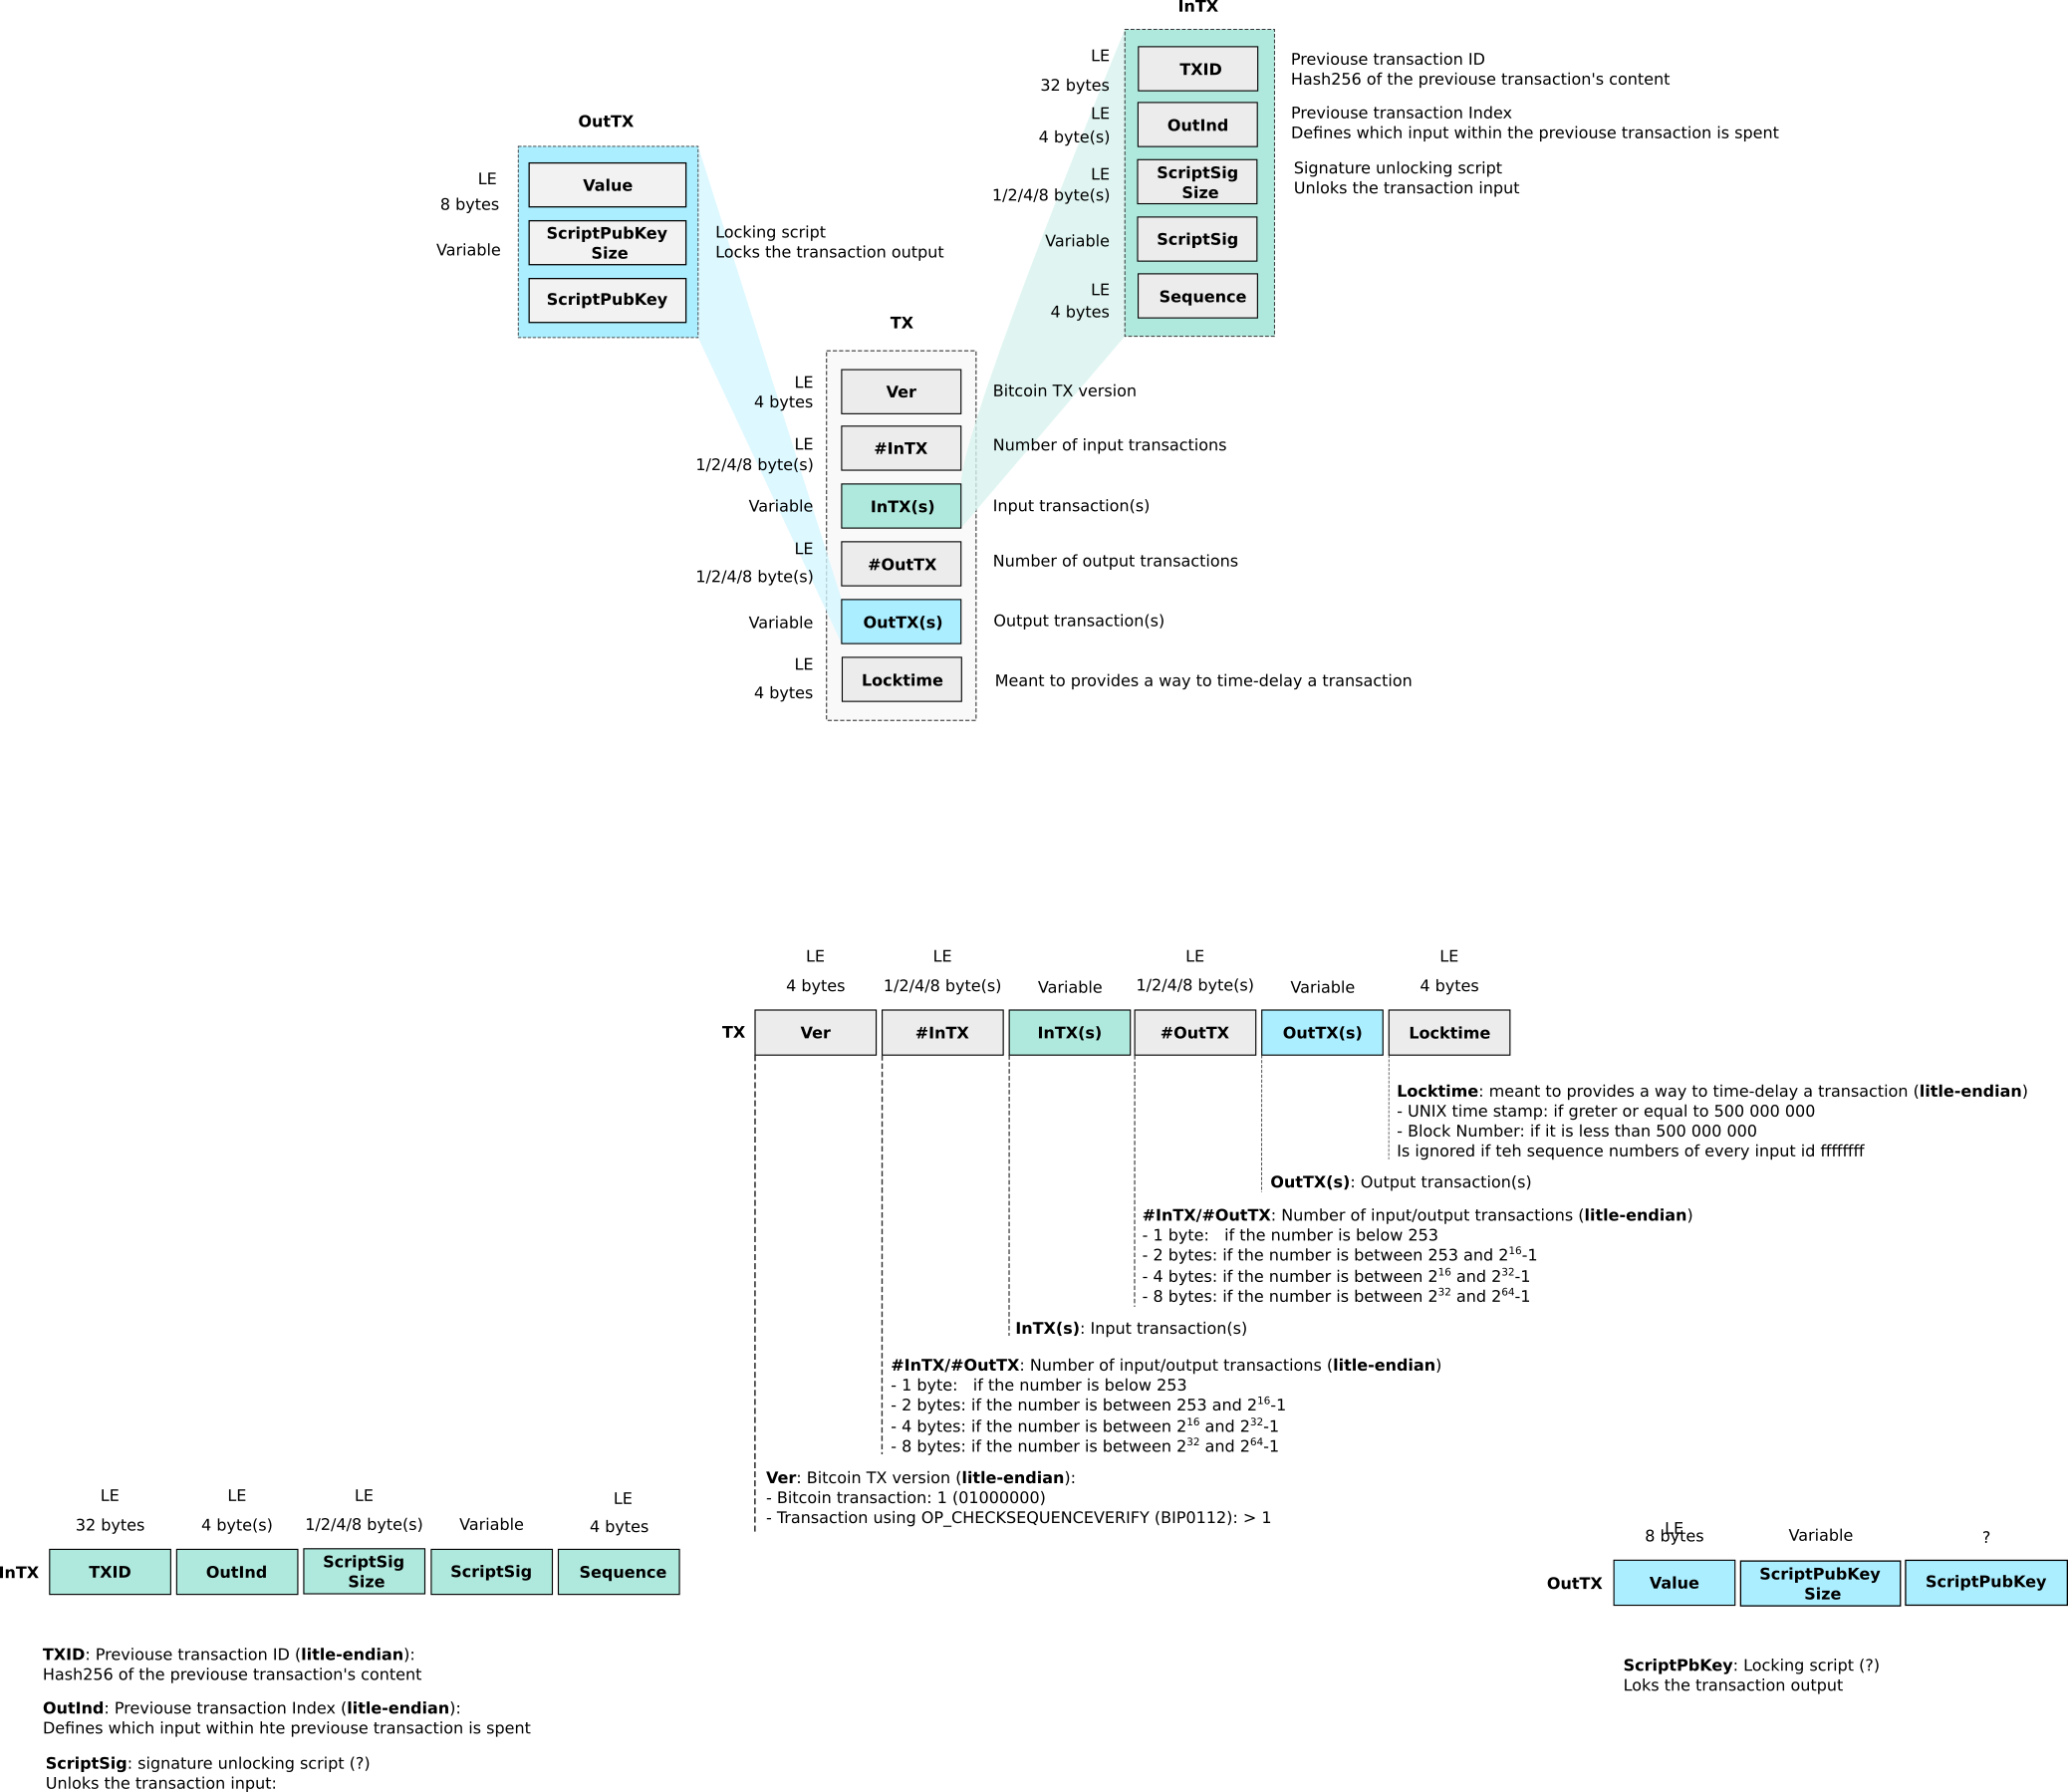 InTX
LE
32 bytes
TXID
Previouse transaction ID
Hash256 of the previouse transaction's content
LE
4 byte(s)
OutInd
Previouse transaction Index
Defines which input within the previouse transaction is spent
LE
1/2/4/8 byte(s)
ScriptSig
Size
Signature unlocking script
Unloks the transaction input
Variable
ScriptSig
LE
4 bytes
Sequence
OutTX
LE
8 bytes
Value
Variable
ScriptPubKey
Size
Locking script
Locks the transaction output
ScriptPubKey
TX
LE
4 bytes
Ver
Bitcoin TX version
LE
1/2/4/8 byte(s)
#InTX
Number of input transactions
Variable
InTX(s)
Input transaction(s)
LE
1/2/4/8 byte(s)
#OutTX
Number of output transactions
Variable
OutTX(s)
Output transaction(s)
LE
4 bytes
Locktime
Meant to provides a way to time-delay a transaction
LE
LE
LE
LE
4 bytes
1/2/4/8 byte(s)
Variable
1/2/4/8 byte(s)
Variable
4 bytes
TX
Ver
#InTX
InTX(s)
#OutTX
OutTX(s)
Locktime
Locktime: meant to provides a way to time-delay a transaction (litle-endian)
- UNIX time stamp: if greter or equal to 500 000 000
- Block Number: if it is less than 500 000 000
Is ignored if teh sequence numbers of every input id ffffffff
OutTX(s): Output transaction(s)
#InTX/#OutTX: Number of input/output transactions (litle-endian)
- 1 byte: if the number is below 253
- 2 bytes: if the number is between 253 and 2¹⁶-1
- 4 bytes: if the number is between 2¹⁶ and 2³²-1
- 8 bytes: if the number is between 2³² and 2⁶⁴-1
InTX(s): Input transaction(s)
#InTX/#OutTX: Number of input/output transactions (litle-endian)
- 1 byte: if the number is below 253
- 2 bytes: if the number is between 253 and 2¹⁶-1
- 4 bytes: if the number is between 2¹⁶ and 2³²-1
- 8 bytes: if the number is between 2³² and 2⁶⁴-1
Ver: Bitcoin TX version (litle-endian):
- Bitcoin transaction: 1 (01000000)
- Transaction using OP_CHECKSEQUENCEVERIFY (BIP0112): > 1
LE
LE
LE
LE
32 bytes
4 byte(s)
1/2/4/8 byte(s)
Variable
4 bytes
InTX
TXID
OutInd
ScriptSig
Size
ScriptSig
Sequence
TXID: Previouse transaction ID (litle-endian):
Hash256 of the previouse transaction's content
OutInd: Previouse transaction Index (litle-endian):
Defines which input within hte previouse transaction is spent
ScriptSig: signature unlocking script (?)
Unloks the transaction input:
LE
8 bytes
Variable
?
OutTX
Value
ScriptPubKey
Size
ScriptPubKey
ScriptPbKey: Locking script (?)
Loks the transaction output